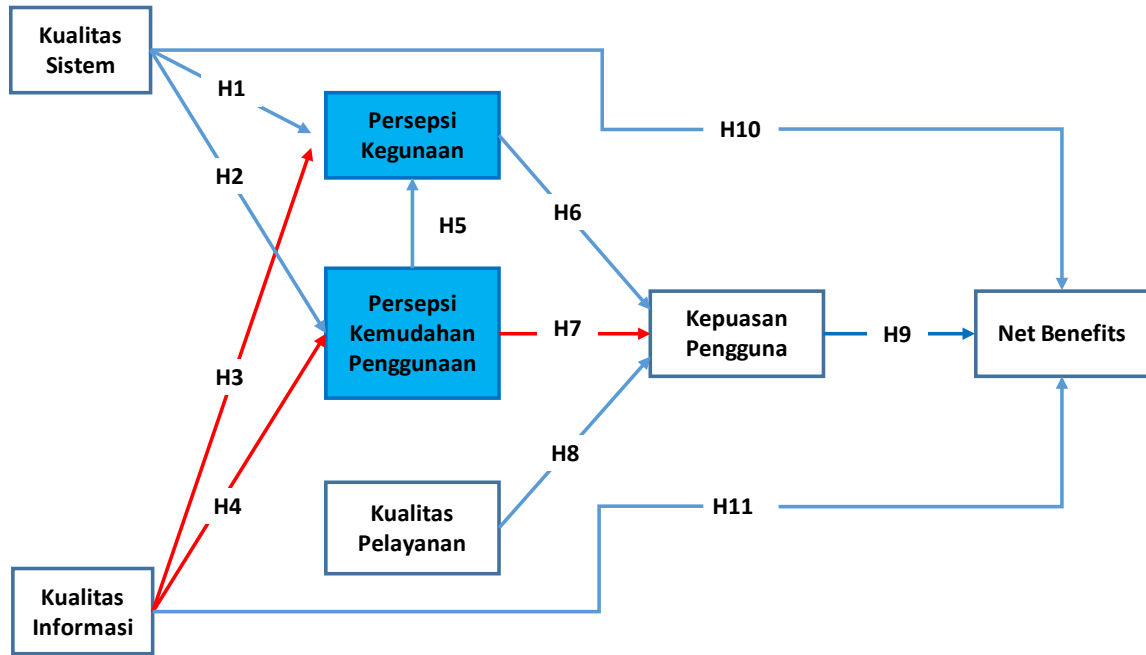 Kualitas
Sistem
H1
Persepsi
Kegunaan
H10
H2
H6
H5
Persepsi
Kemudahan
Penggunaan
H7
Kepuasan
Pengguna
H9
Net Benefits
H3
H8
H4
Kualitas
Pelayanan
H11
Kualitas
Informasi